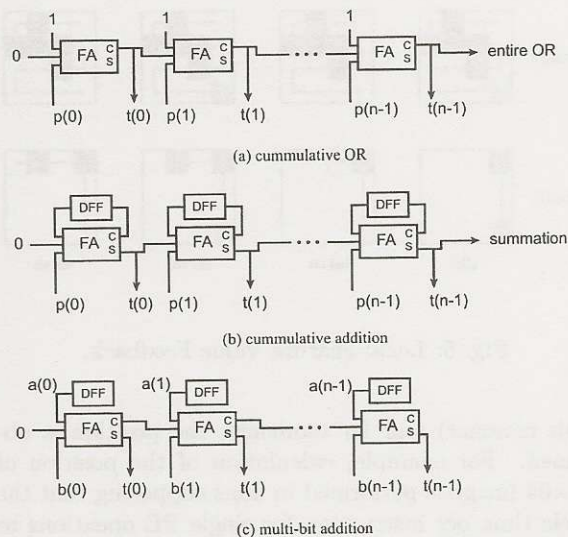 1 1 1
0 FA C S FA C S ... FA C S entire OR
p(0) t(0) p(1) t(1) p(n-1) t(n-1)
(a) cummulative OR
DFF DFF DFF
0 FA C S FA C S ... FA C S summation
p(0) t(0) p(1) t(1) p(n-1) t(n-1)
(b) cummulative addition
a(0) DFF a(1) DFF a(n-1) DFF
0 FA C S FA C S ... FA C S
b(0) t(0) b(1) t(1) b(n-1) t(n-1)
(c) multi-bit addition